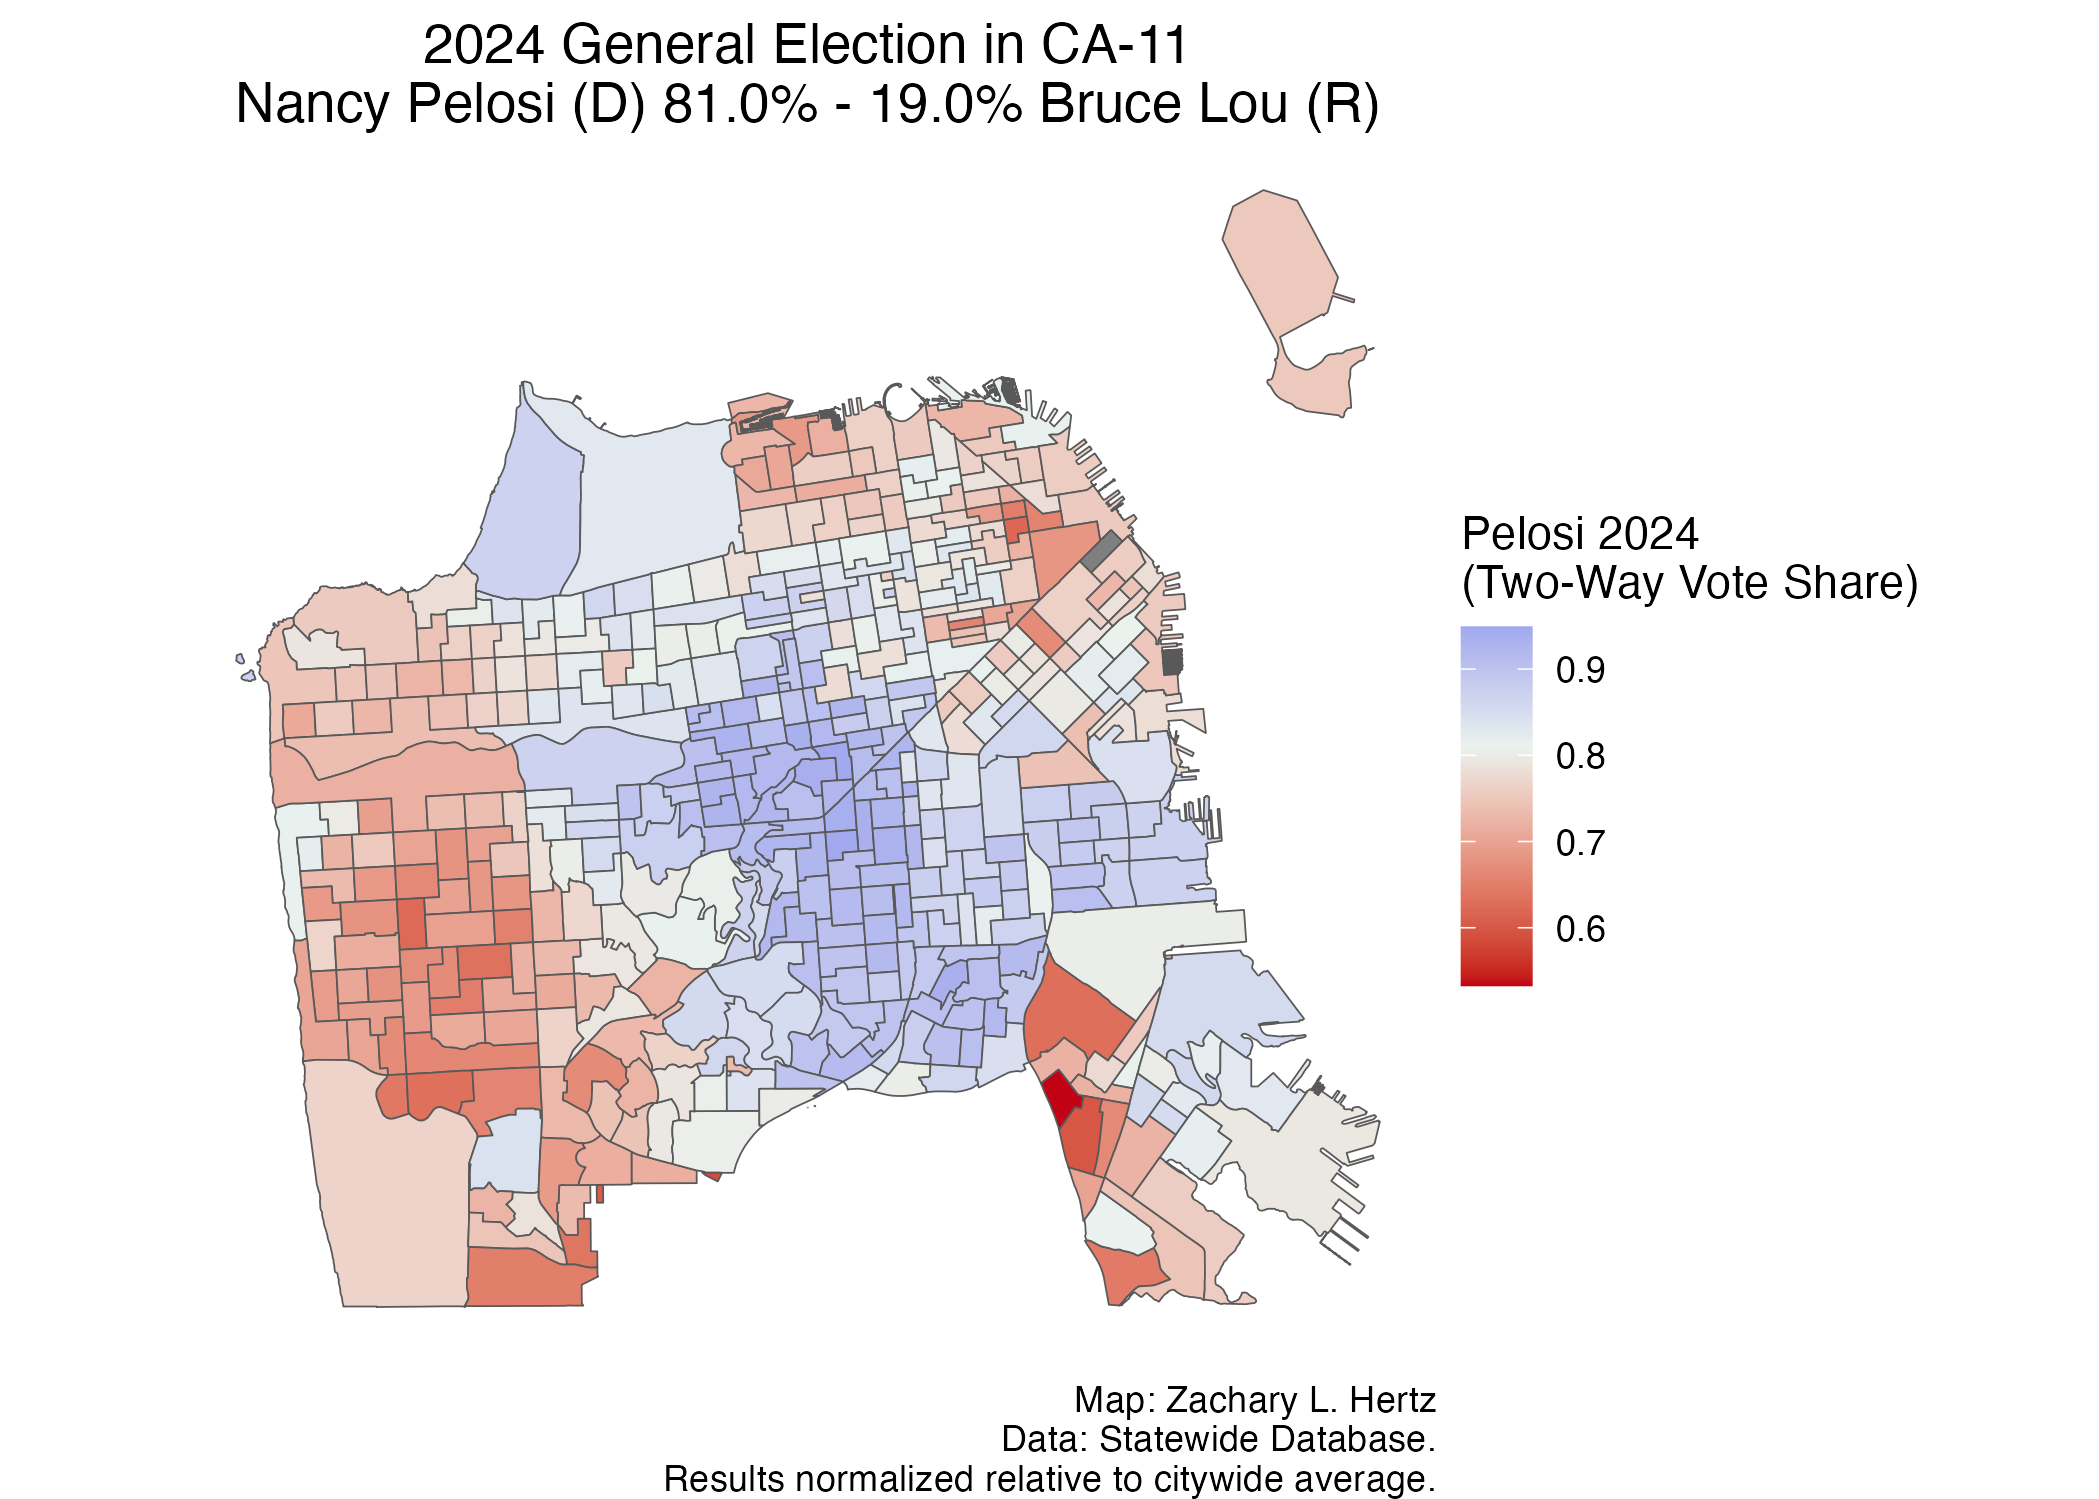 2024 General Election in CA-11
Nancy Pelosi (D) 81.0% - 19.0% Bruce Lou (R)
Pelosi 2024
(Two-Way Vote Share)
0.9
0.8
0.7
0.6
Map: Zachary L. Hertz
Data: Statewide Database.
Results normalized relative to citywide average.